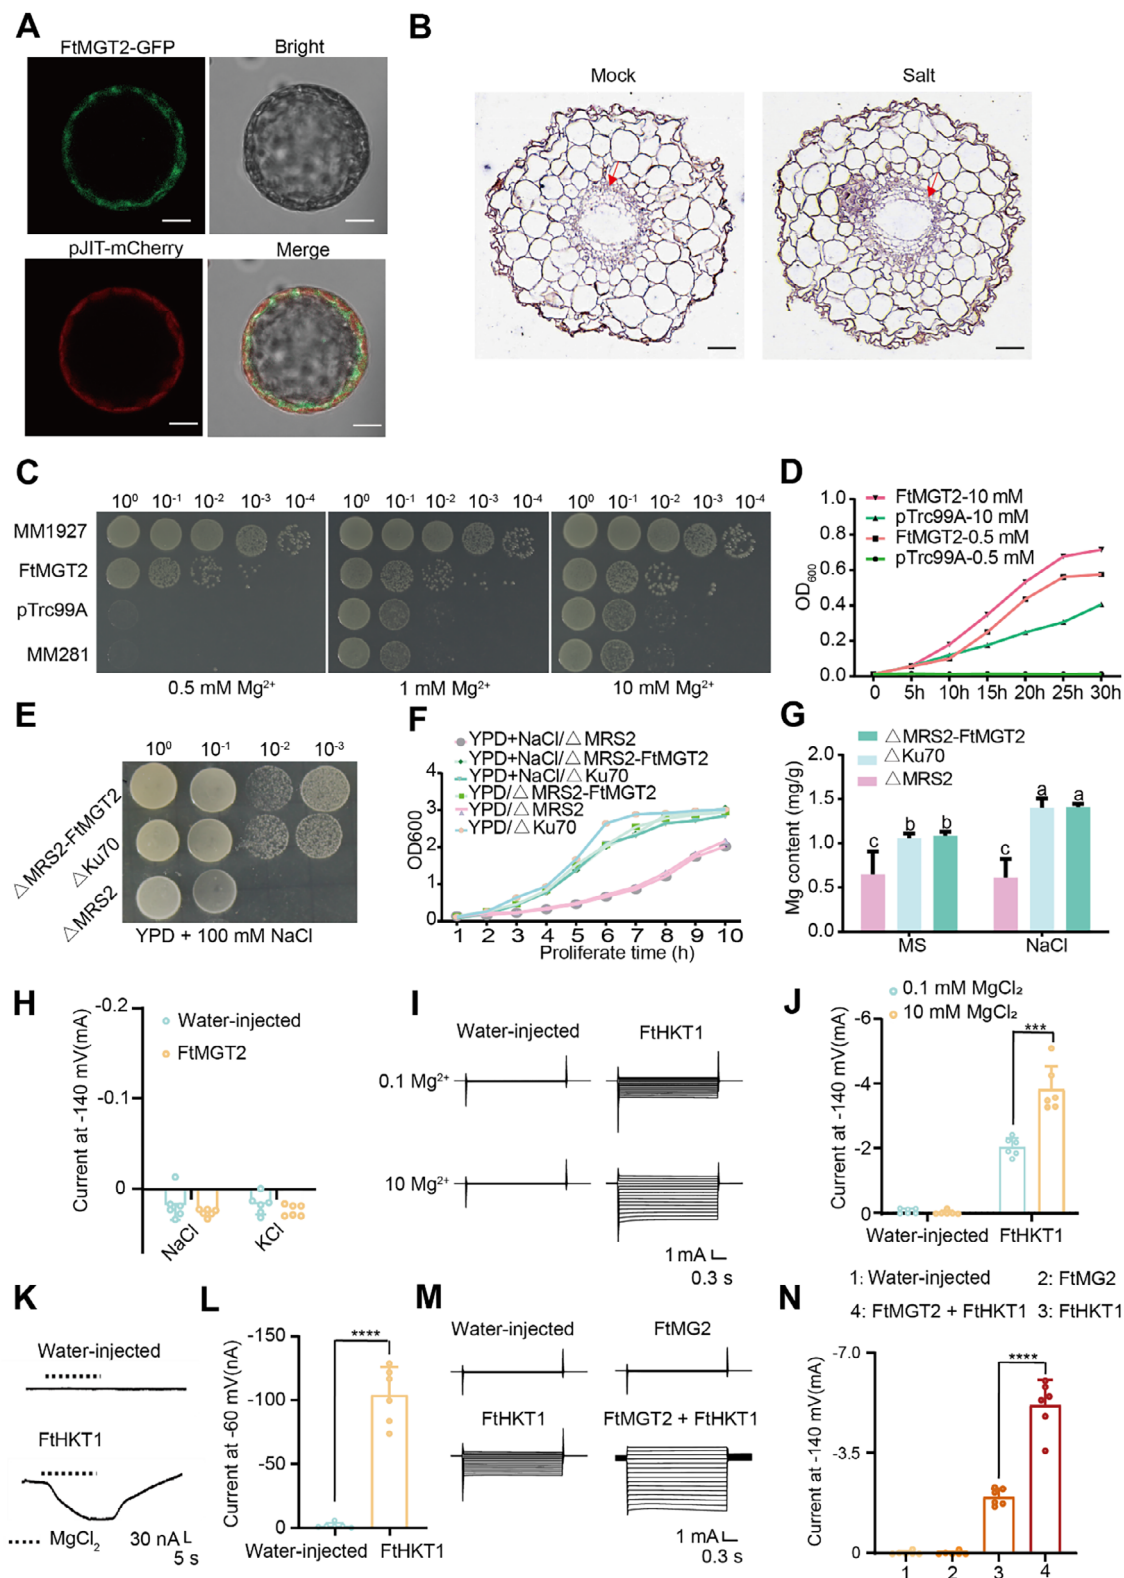 A
FtMGT2-GFP
Bright
pJIT-mCherry
Merge
B
Mock
Salt
C
10⁰ 10⁻¹ 10⁻² 10⁻³ 10⁻⁴
10⁰ 10⁻¹ 10⁻² 10⁻³ 10⁻⁴
10⁰ 10⁻¹ 10⁻² 10⁻³ 10⁻⁴
MM1927
FtMGT2
pTrc99A
MM281
0.5 mM Mg²⁺
1 mM Mg²⁺
10 mM Mg²⁺
D
FtMGT2-10 mM
pTrc99A-10 mM
FtMGT2-0.5 mM
pTrc99A-0.5 mM
OD₆₀₀
1.0
0.8
0.6
0.4
0.2
0.0
0 5h 10h 15h 20h 25h 30h
E
10⁰ 10⁻¹ 10⁻² 10⁻³
△MRS2-FtMGT2
△Ku70
△MRS2
YPD + 100 mM NaCl
F
YPD+NaCl/△MRS2
YPD+NaCl/△MRS2-FtMGT2
YPD+NaCl/△Ku70
YPD/△MRS2-FtMGT2
YPD/△MRS2
YPD/△Ku70
OD600
4
3
2
1
0
1 2 3 4 5 6 7 8 9 10
Proliferate time (h)
G
△MRS2-FtMGT2
△Ku70
△MRS2
Mg content (mg/g)
2.0
1.5
1.0
0.5
0.0
c b b c a a
MS NaCl
H
Water-injected
FtMGT2
Current at -140 mV(mA)
-0.2
-0.1
0
NaCl KCl
I
Water-injected FtHKT1
0.1 Mg²⁺
10 Mg²⁺
1 mA
0.3 s
J
0.1 mM MgCl₂
10 mM MgCl₂
Current at -140 mV(mA)
-6
-4
-2
0
***
Water-injected FtHKT1
K
Water-injected
FtHKT1
MgCl₂
30 nA
5 s
L
Current at -60 mV(nA)
-150
-100
-50
0
****
Water-injected FtHKT1
M
Water-injected FtMG2
FtHKT1 FtMGT2 + FtHKT1
1 mA
0.3 s
N
1: Water-injected 2: FtMG2
4: FtMGT2 + FtHKT1 3: FtHKT1
Current at -140 mV(mA)
-7.0
-3.5
0
****
1 2 3 4